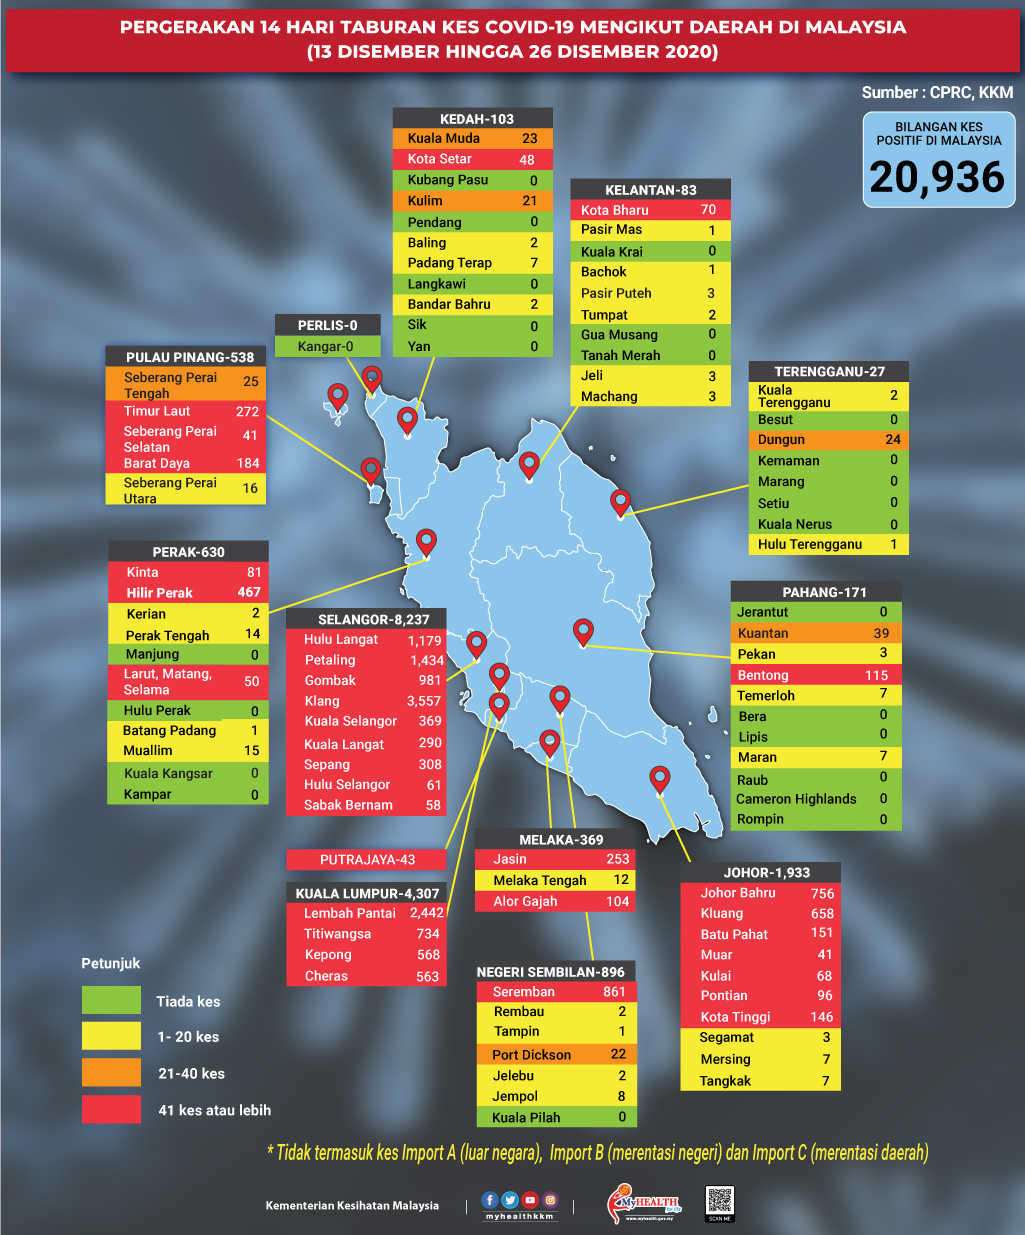 PERGERAKAN 14 HARI TABURAN KES COVID-19 MENGIKUT DAERAH DI MALAYSIA
(13 DISEMBER HINGGA 26 DISEMBER 2020)
Sumber : CPRC, KKM
BILANGAN KES
POSITIF DI MALAYSIA
20,936
KEDAH-103
Kuala Muda 23
Kota Setar 48
Kubang Pasu 0
Kulim 21
Pendang 0
Baling 2
Padang Terap 7
Langkawi 0
Bandar Bahru 2
Sik 0
Yan 0
KELANTAN-83
Kota Bharu 70
Pasir Mas 1
Kuala Krai 0
Bachok 1
Pasir Puteh 3
Tumpat 2
Gua Musang 0
Tanah Merah 0
Jeli 3
Machang 3
PERLIS-0
Kangar-0
PULAU PINANG-538
Seberang Perai
Tengah 25
Timur Laut 272
Seberang Perai
Selatan 41
Barat Daya 184
Seberang Perai
Utara 16
TERENGGANU-27
Kuala
Terengganu 2
Besut 0
Dungun 24
Kemaman 0
Marang 0
Setiu 0
Kuala Nerus 0
Hulu Terengganu 1
PERAK-630
Kinta 81
Hilir Perak 467
Kerian 2
Perak Tengah 14
Manjung 0
Larut, Matang,
Selama 50
Hulu Perak 0
Batang Padang 1
Muallim 15
Kuala Kangsar 0
Kampar 0
SELANGOR-8,237
Hulu Langat 1,179
Petaling 1,434
Gombak 981
Klang 3,557
Kuala Selangor 369
Kuala Langat 290
Sepang 308
Hulu Selangor 61
Sabak Bernam 58
PAHANG-171
Jerantut 0
Kuantan 39
Pekan 3
Bentong 115
Temerloh 7
Bera 0
Lipis 0
Maran 7
Raub 0
Cameron Highlands 0
Rompin 0
PUTRAJAYA-43
KUALA LUMPUR-4,307
Lembah Pantai 2,442
Titiwangsa 734
Kepong 568
Cheras 563
MELAKA-369
Jasin 253
Melaka Tengah 12
Alor Gajah 104
JOHOR-1,933
Johor Bahru 756
Kluang 658
Batu Pahat 151
Muar 41
Kulai 68
Pontian 96
Kota Tinggi 146
Segamat 3
Mersing 7
Tangkak 7
NEGERI SEMBILAN-896
Seremban 861
Rembau 2
Tampin 1
Port Dickson 22
Jelebu 2
Jempol 8
Kuala Pilah 0
Petunjuk
Tiada kes
1- 20 kes
21-40 kes
41 kes atau lebih
* Tidak termasuk kes Import A (luar negara), Import B (merentasi negeri) dan Import C (merentasi daerah)
Kementerian Kesihatan Malaysia
myhealthkkm
MyHEALTH
for life
www.myhealth.gov.my
SCAN ME